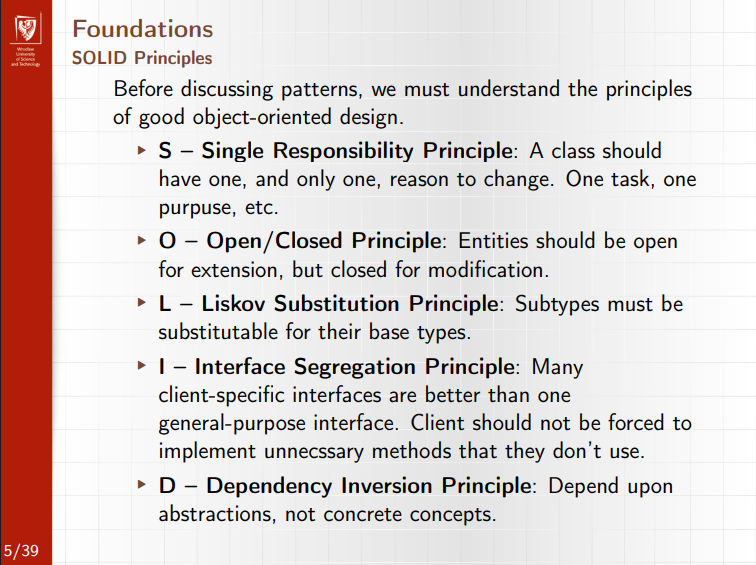 Foundations
SOLID Principles
Wrocław
University
of Science
and Technology
Before discussing patterns, we must understand the principles
of good object-oriented design.
S – Single Responsibility Principle: A class should
have one, and only one, reason to change. One task, one
purpuse, etc.
O – Open/Closed Principle: Entities should be open
for extension, but closed for modification.
L – Liskov Substitution Principle: Subtypes must be
substitutable for their base types.
I – Interface Segregation Principle: Many
client-specific interfaces are better than one
general-purpose interface. Client should not be forced to
implement unnecssary methods that they don't use.
D – Dependency Inversion Principle: Depend upon
abstractions, not concrete concepts.
5/39